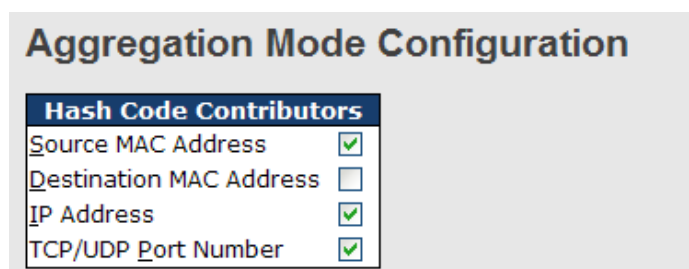 Aggregation Mode Configuration
Hash Code Contributors
Source MAC Address
Destination MAC Address
IP Address
TCP/UDP Port Number